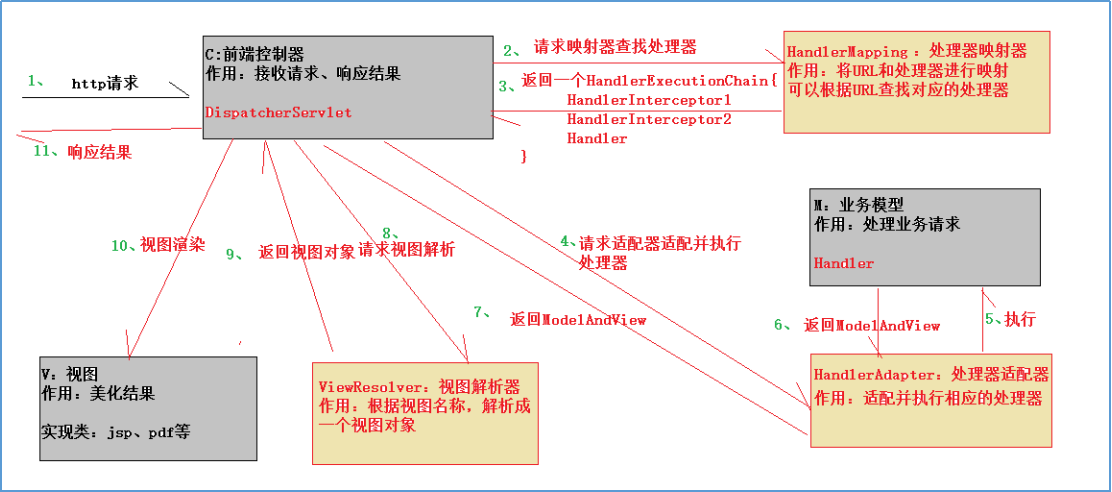 1、 http请求
11、响应结果
C:前端控制器
作用：接收请求、响应结果
DispatcherServlet
2、 请求映射器查找处理器
3、 返回一个HandlerExecutionChain{
HandlerInterceptor1
HandlerInterceptor2
Handler
}
HandlerMapping：处理器映射器
作用：将URL和处理器进行映射
可以根据URL查找对应的处理器
M：业务模型
作用：处理业务请求
Handler
4、请求适配器适配并执行
处理器
5、执行
6、 返回ModelAndView
7、 返回ModelAndView
8、
请求视图解析
9、 返回视图对象
10、视图渲染
V：视图
作用：美化结果
实现类：jsp、pdf等
ViewResolver：视图解析器
作用：根据视图名称，解析成
一个视图对象
HandlerAdapter：处理器适配器
作用：适配并执行相应的处理器